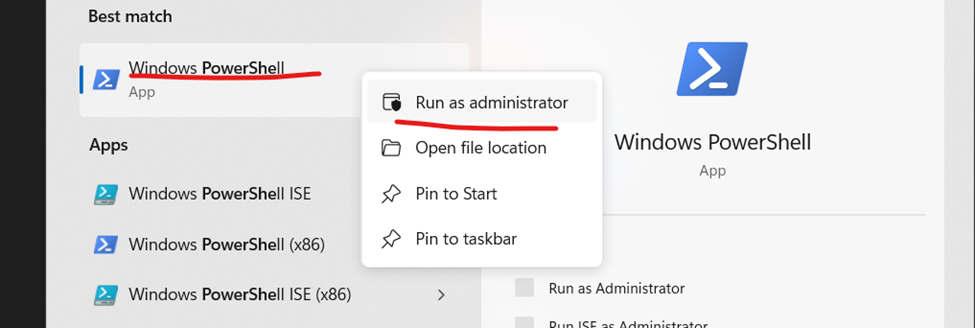 Best match
Windows PowerShell
App
Apps
Windows PowerShell ISE
Windows PowerShell (x86)
Windows PowerShell ISE (x86)
Run as administrator
Open file location
Pin to Start
Pin to taskbar
Windows PowerShell
App
Run as Administrator
Run ISE as Administrator